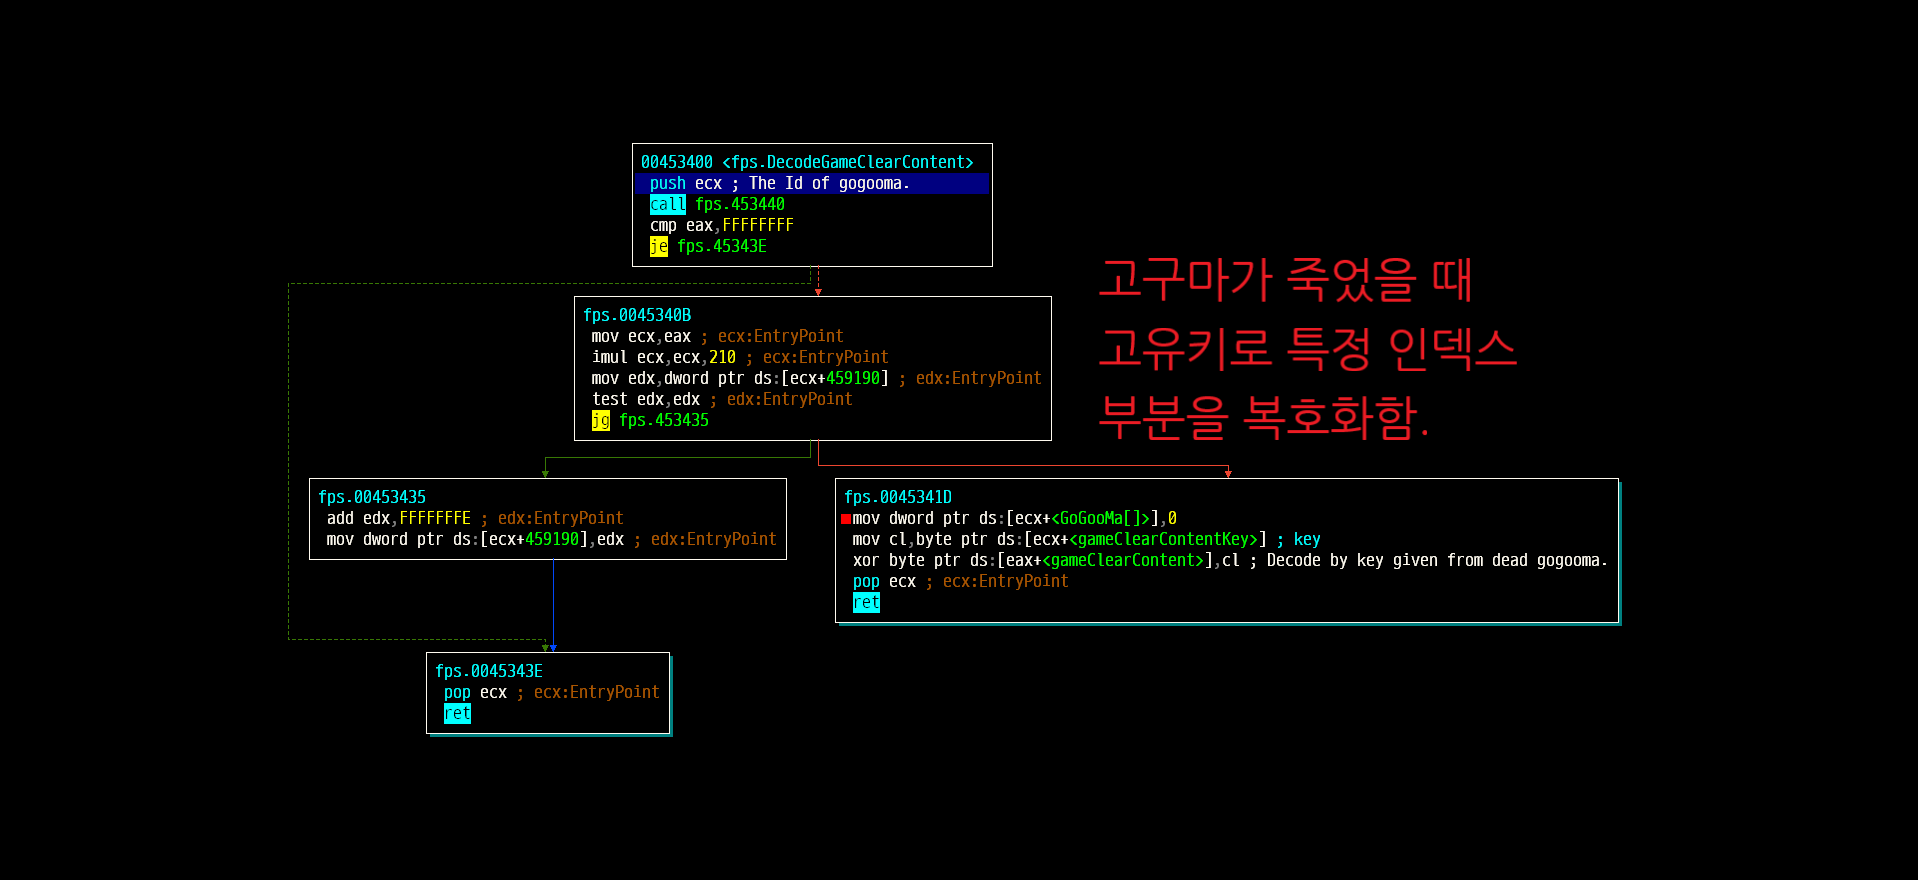 00453400 <fps.DecodeGameClearContent>
push ecx ; The Id of gogooma.
call fps.453440
cmp eax,FFFFFFFF
je fps.45343E
고구마가 죽었을 때
고유키로 특정 인덱스
부분을 복호화함.
fps.0045340B
mov ecx,eax ; ecx:EntryPoint
imul ecx,ecx,210 ; ecx:EntryPoint
mov edx,dword ptr ds:[ecx+459190] ; edx:EntryPoint
test edx,edx ; edx:EntryPoint
jg fps.453435
fps.00453435
add edx,FFFFFFFE ; edx:EntryPoint
mov dword ptr ds:[ecx+459190],edx ; edx:EntryPoint
fps.0045341D
mov dword ptr ds:[ecx+<GoGooMa[]>],0
mov cl,byte ptr ds:[ecx+<gameClearContentKey>] ; key
xor byte ptr ds:[eax+<gameClearContent>],cl ; Decode by key given from dead gogooma.
pop ecx ; ecx:EntryPoint
ret
fps.0045343E
pop ecx ; ecx:EntryPoint
ret